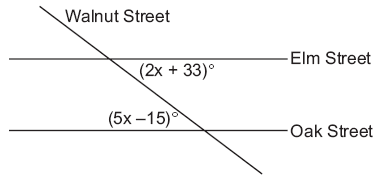 Walnut Street
Elm Street
(2x + 33)°
(5x –15)°
Oak Street